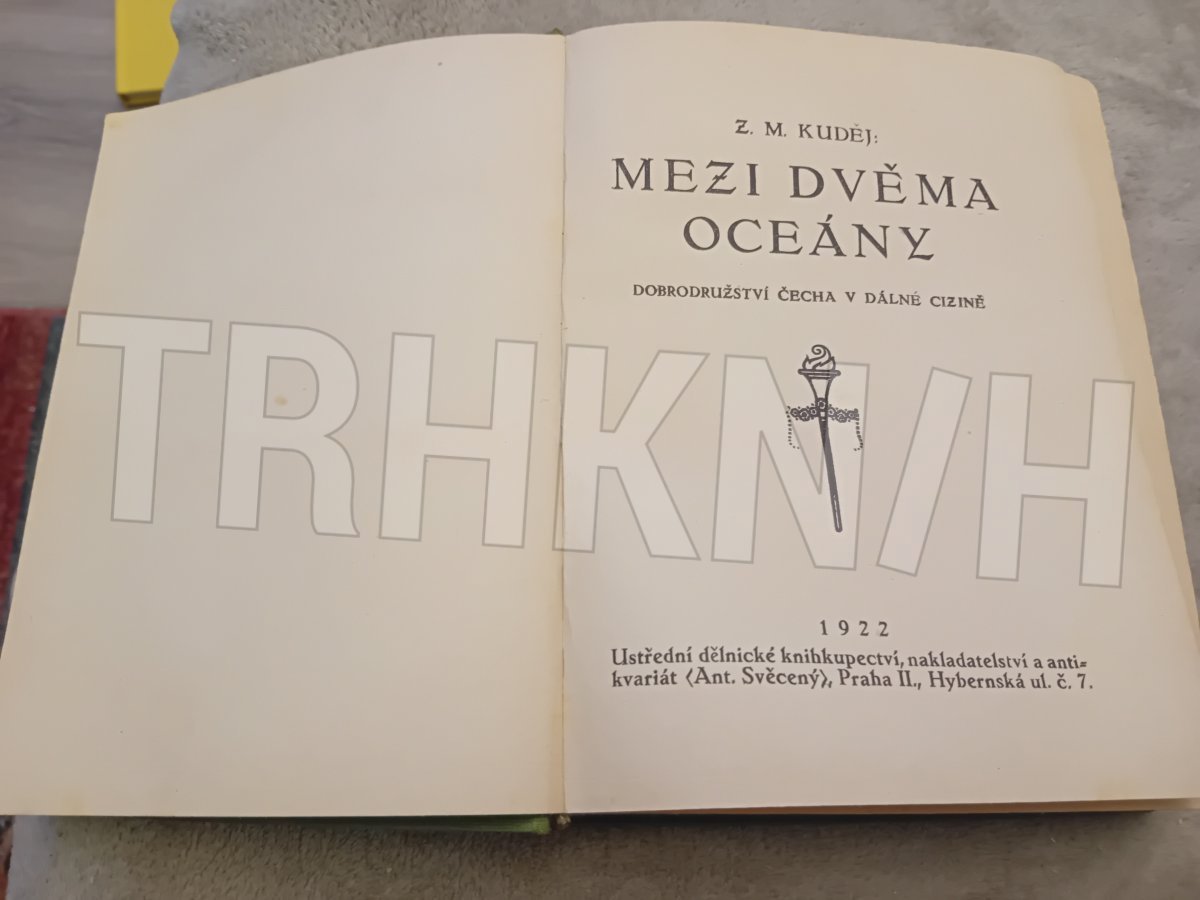 Z. M. KUDĚJ:
MEZI DVĚMA
OCEÁNY
DOBRODRUŽSTVÍ ČECHA V DÁLNÉ CIZINĚ
TRHKN/H
1922
Ustřední dělnické knihkupectví, nakladatelství a anti=
kvariát (Ant. Svěcený), Praha II., Hybernská ul. č. 7.